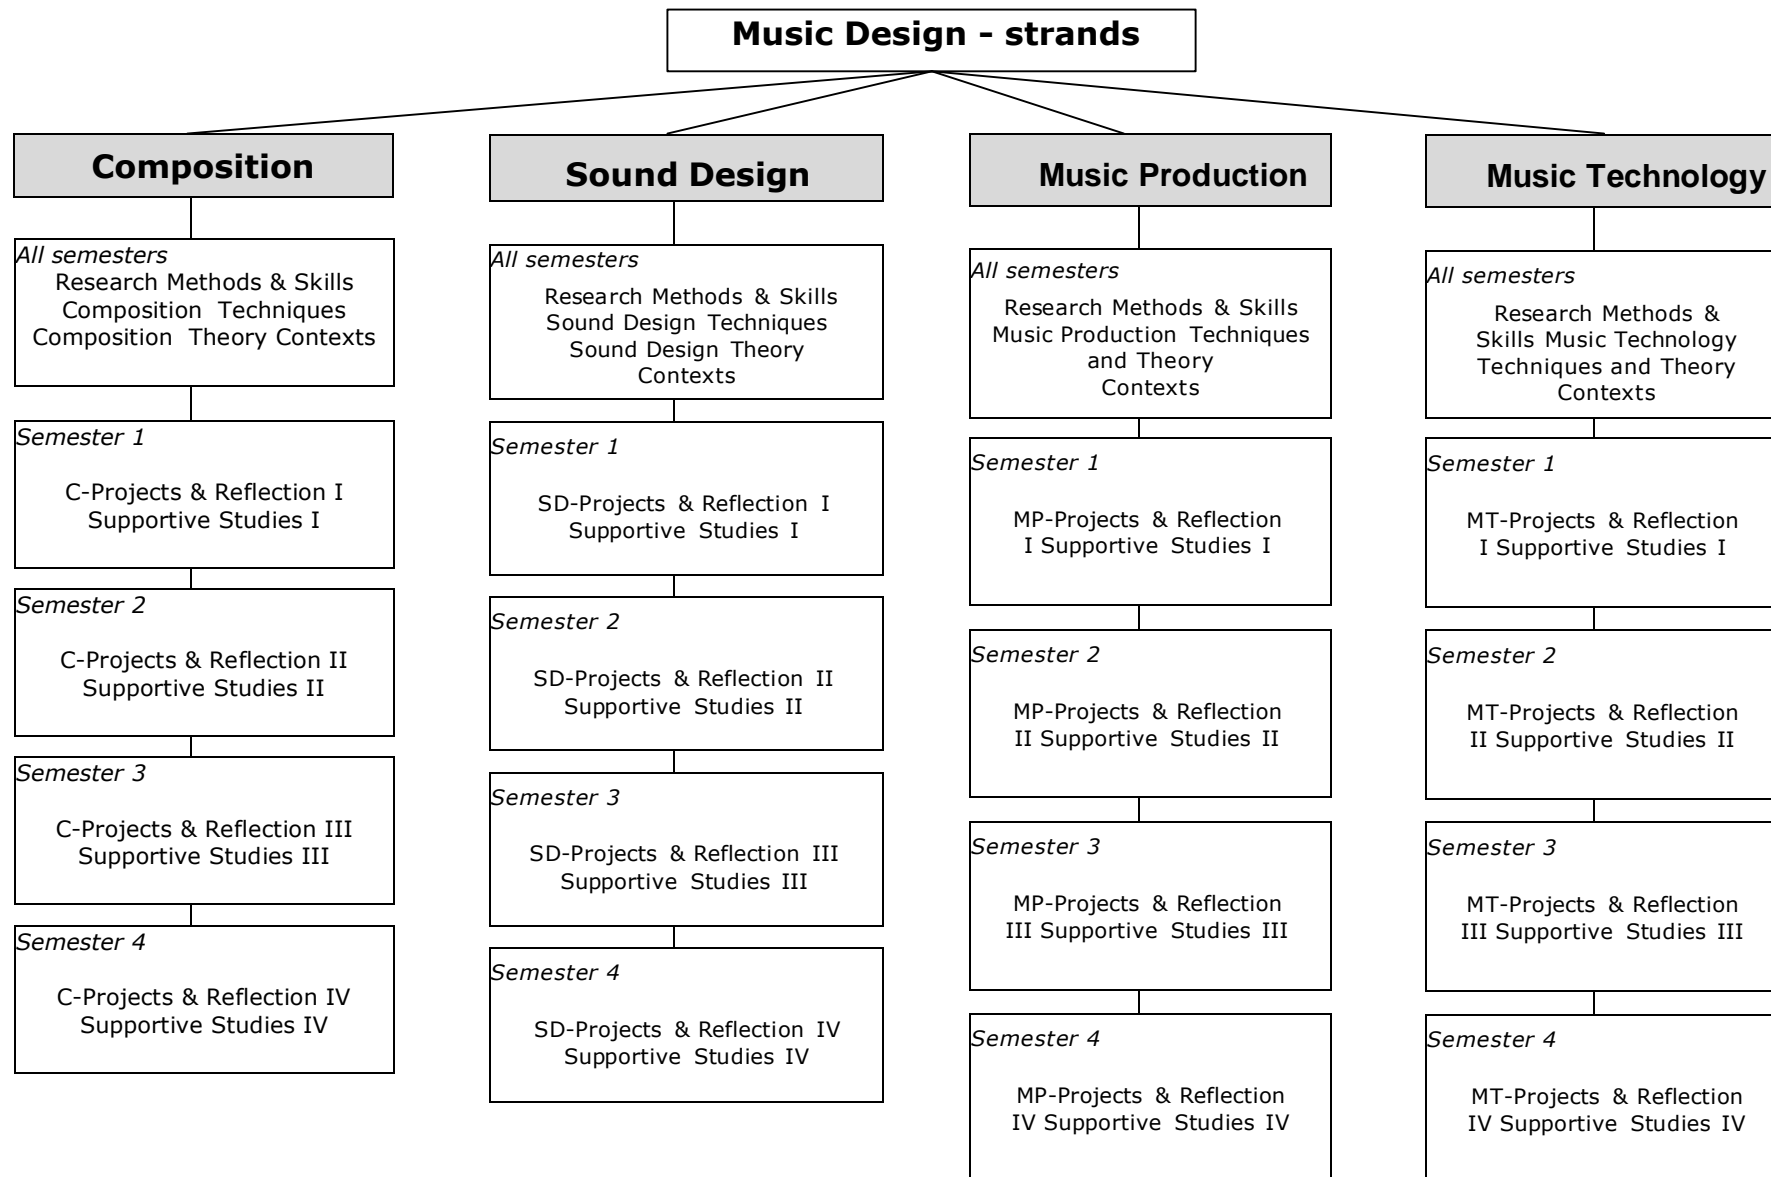 Music Design - strands
Composition
All semesters
Research Methods & Skills
Composition Techniques
Composition Theory Contexts
Semester 1
C-Projects & Reflection I
Supportive Studies I
Semester 2
C-Projects & Reflection II
Supportive Studies II
Semester 3
C-Projects & Reflection III
Supportive Studies III
Semester 4
C-Projects & Reflection IV
Supportive Studies IV
Sound Design
All semesters
Research Methods & Skills
Sound Design Techniques
Sound Design Theory
Contexts
Semester 1
SD-Projects & Reflection I
Supportive Studies I
Semester 2
SD-Projects & Reflection II
Supportive Studies II
Semester 3
SD-Projects & Reflection III
Supportive Studies III
Semester 4
SD-Projects & Reflection IV
Supportive Studies IV
Music Production
All semesters
Research Methods & Skills
Music Production Techniques
and Theory
Contexts
Semester 1
MP-Projects & Reflection
I Supportive Studies I
Semester 2
MP-Projects & Reflection
II Supportive Studies II
Semester 3
MP-Projects & Reflection
III Supportive Studies III
Semester 4
MP-Projects & Reflection
IV Supportive Studies IV
Music Technology
All semesters
Research Methods &
Skills Music Technology
Techniques and Theory
Contexts
Semester 1
MT-Projects & Reflection
I Supportive Studies I
Semester 2
MT-Projects & Reflection
II Supportive Studies II
Semester 3
MT-Projects & Reflection
III Supportive Studies III
Semester 4
MT-Projects & Reflection
IV Supportive Studies IV